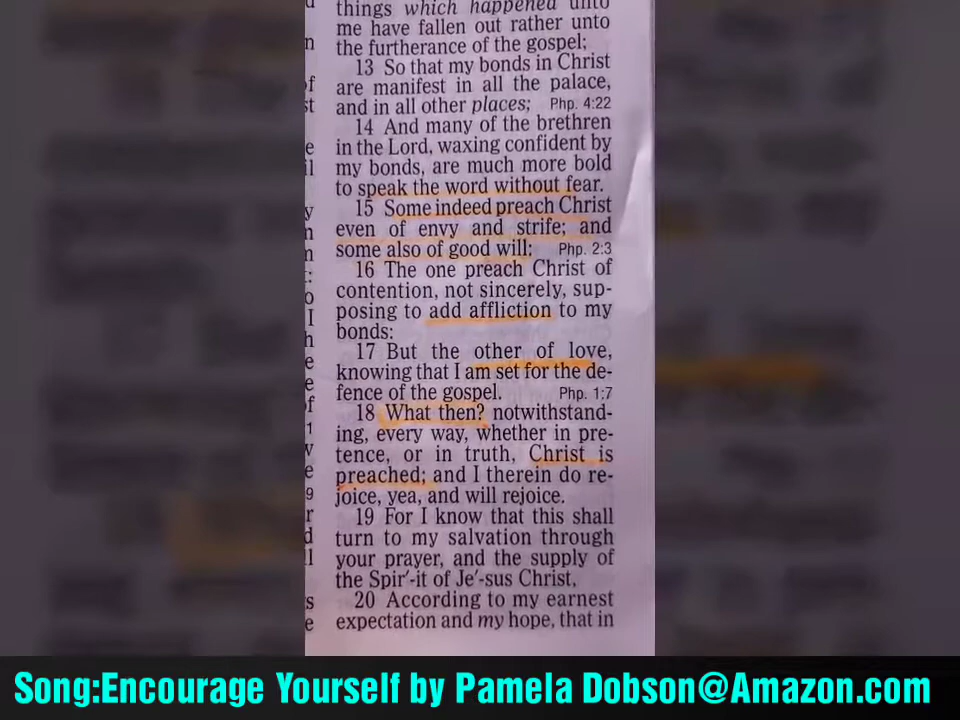 things which happened unto
me have fallen out rather unto
the furtherance of the gospel;
13 So that my bonds in Christ
are manifest in all the palace,
and in all other places; Php. 4:22
14 And many of the brethren
in the Lord, waxing confident by
my bonds, are much more bold
to speak the word without fear.
15 Some indeed preach Christ
even of envy and strife; and
some also of good will: Php. 2:3
16 The one preach Christ of
contention, not sincerely, sup-
posing to add affliction to my
bonds:
17 But the other of love,
knowing that I am set for the de-
fence of the gospel. Php. 1:7
18 What then? notwithstand-
ing, every way, whether in pre-
tence, or in truth, Christ is
preached; and I therein do re-
joice, yea, and will rejoice.
19 For I know that this shall
turn to my salvation through
your prayer, and the supply of
the Spir′-it of Je′-sus Christ,
20 According to my earnest
expectation and my hope, that in
Song:Encourage Yourself by Pamela Dobson@Amazon.com